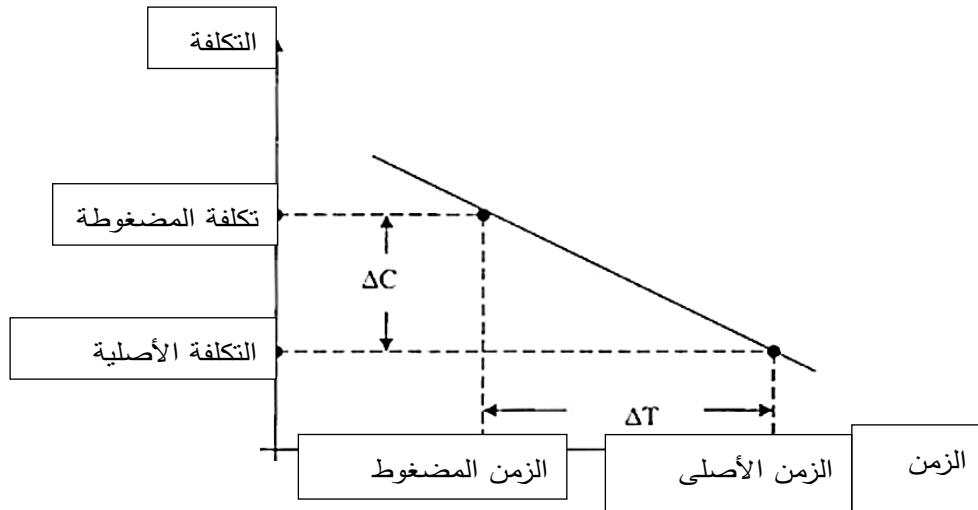 التكلفة
تكلفة المضغوطة
ΔC
التكلفة الأصلية
ΔT
الزمن
الزمن الأصلى
الزمن المضغوط